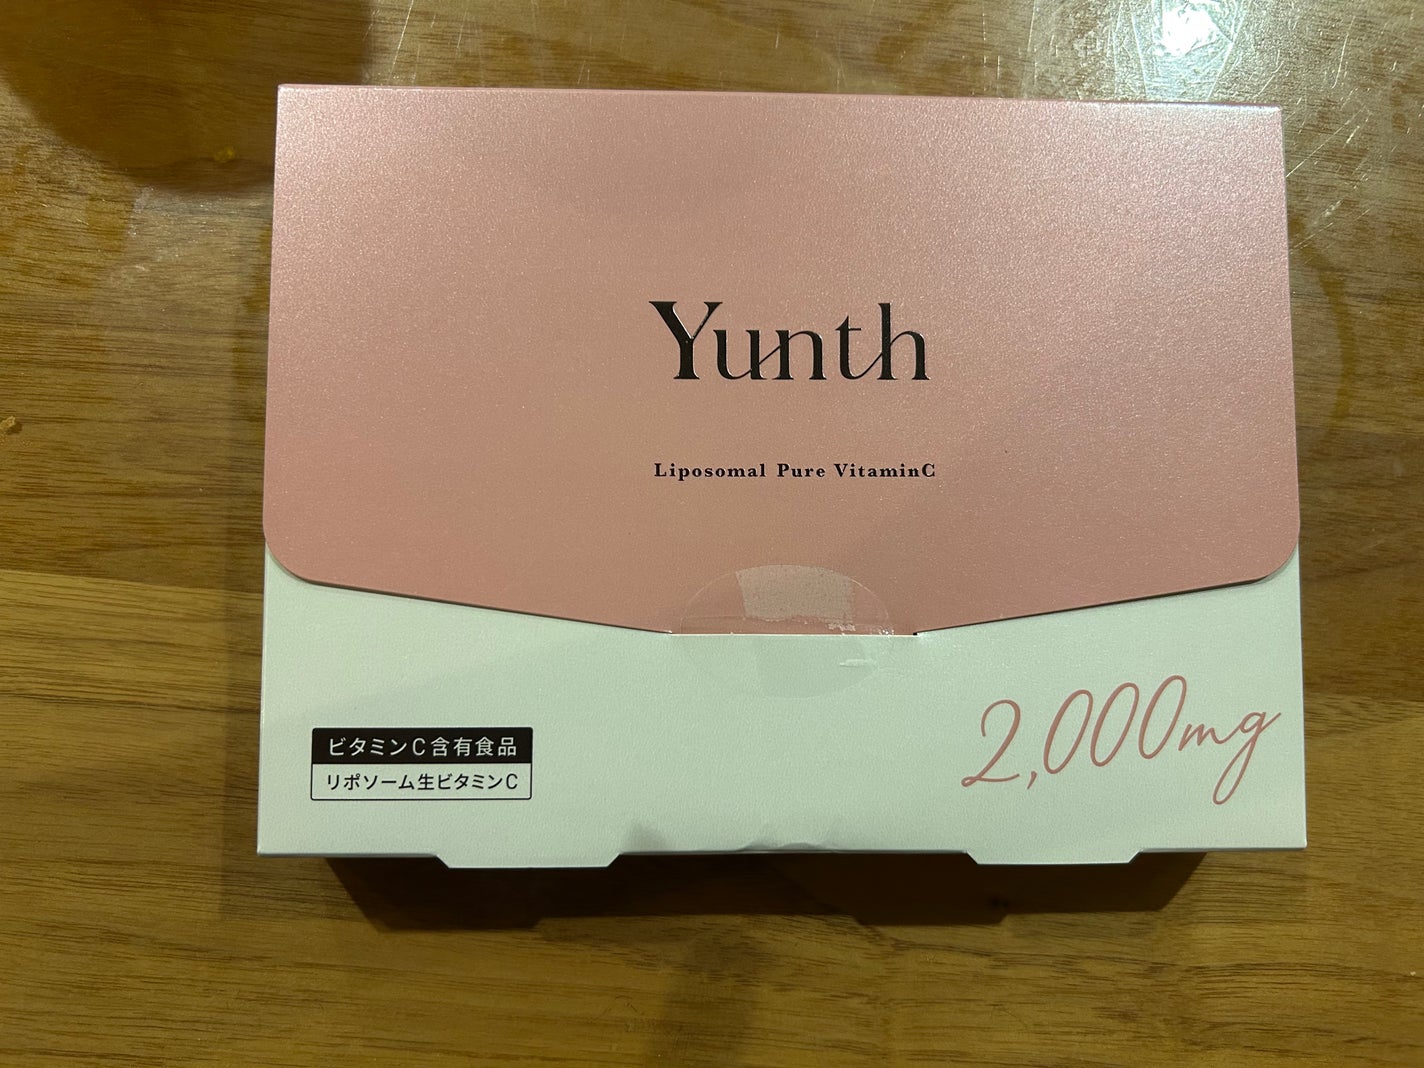 Yunth
Liposomal Pure VitaminC
ビタミンC含有食品
リポソーム生ビタミンC
2,000mg